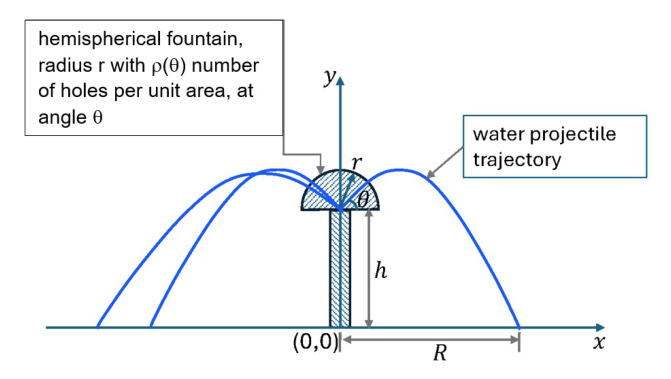 hemispherical fountain,
radius r with ρ(θ) number
of holes per unit area, at
angle θ
y
water projectile
trajectory
r
θ
h
(0,0)
R
x